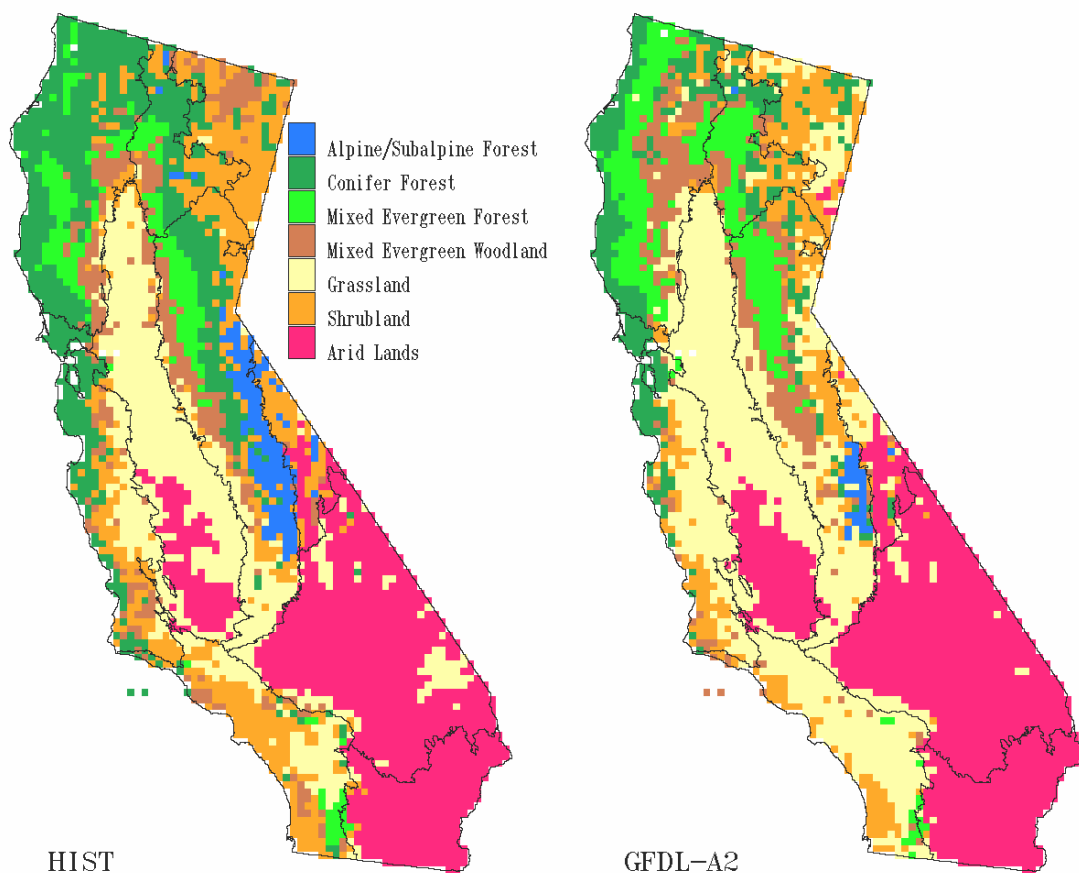 Alpine/Subalpine Forest
Conifer Forest
Mixed Evergreen Forest
Mixed Evergreen Woodland
Grassland
Shrubland
Arid Lands
HIST
GFDL-A2